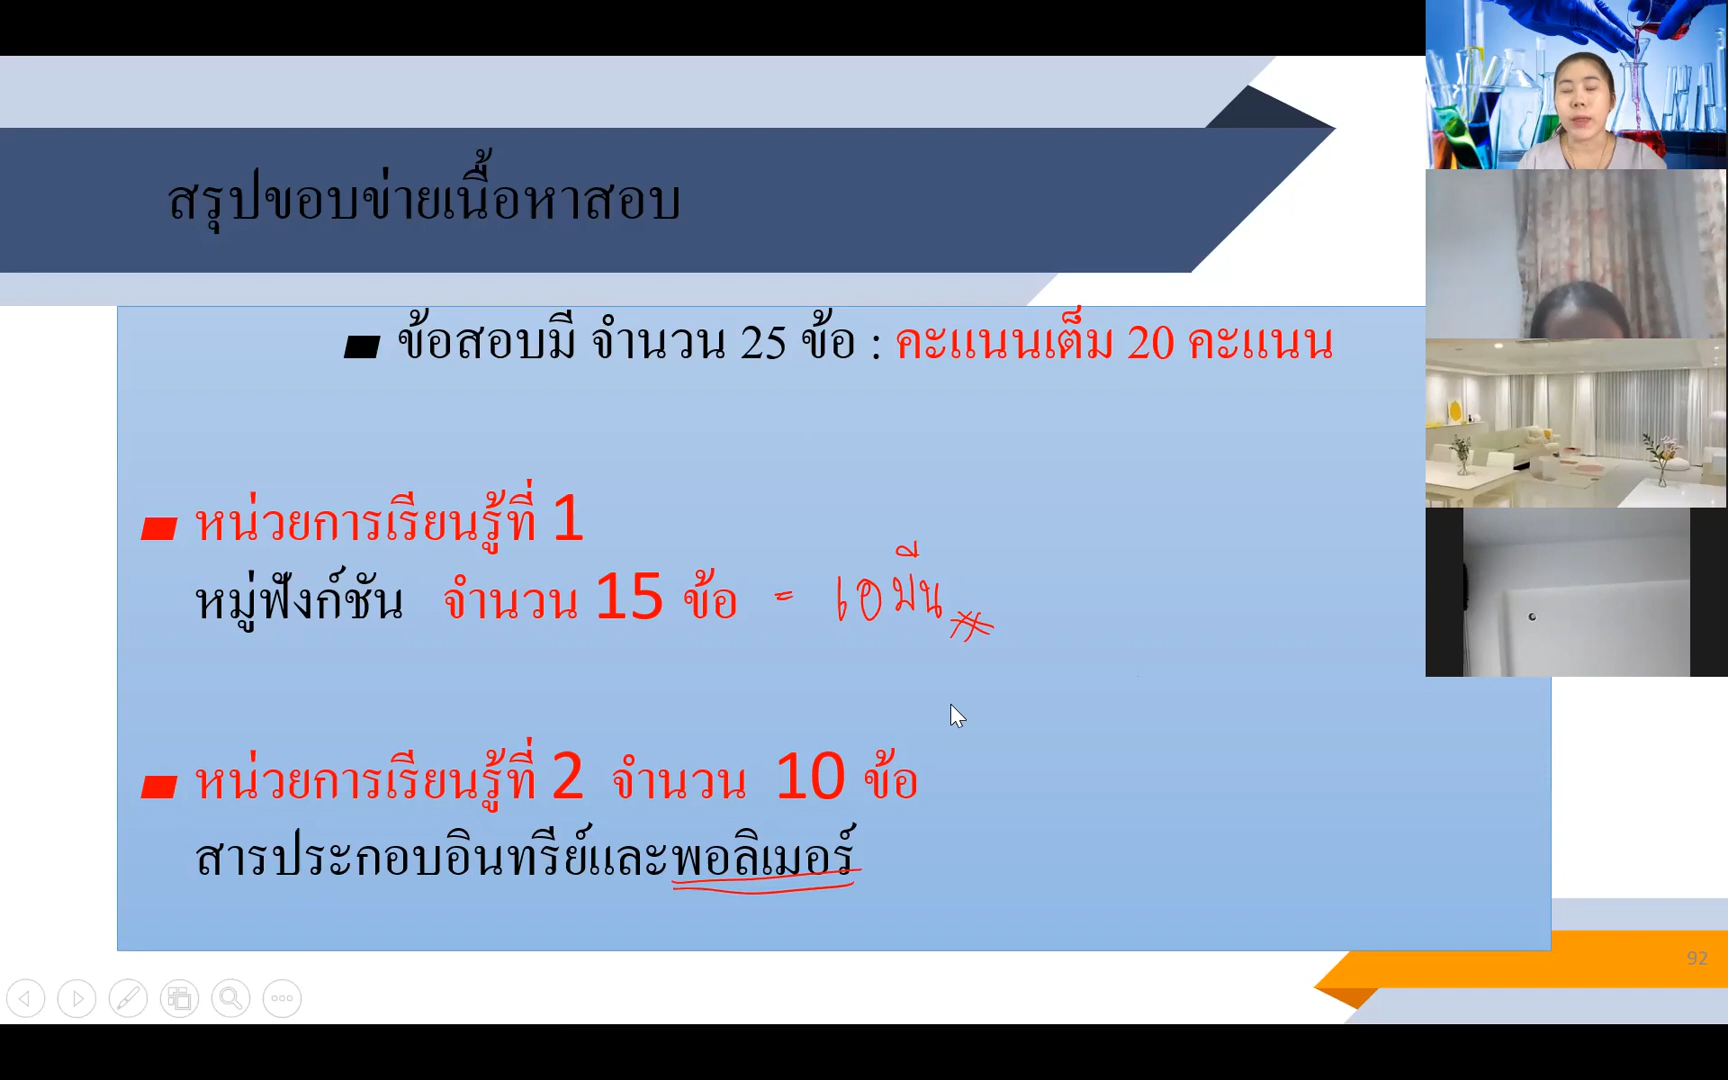 สรุปขอบข่ายเนื้อหาสอบ
ข้อสอบมี จำนวน 25 ข้อ : คะแนนเต็ม 20 คะแนน
หน่วยการเรียนรู้ที่ 1
หมู่ฟังก์ชัน จำนวน 15 ข้อ = เอมีน
หน่วยการเรียนรู้ที่ 2 จำนวน 10 ข้อ
สารประกอบอินทรีย์และพอลิเมอร์
92